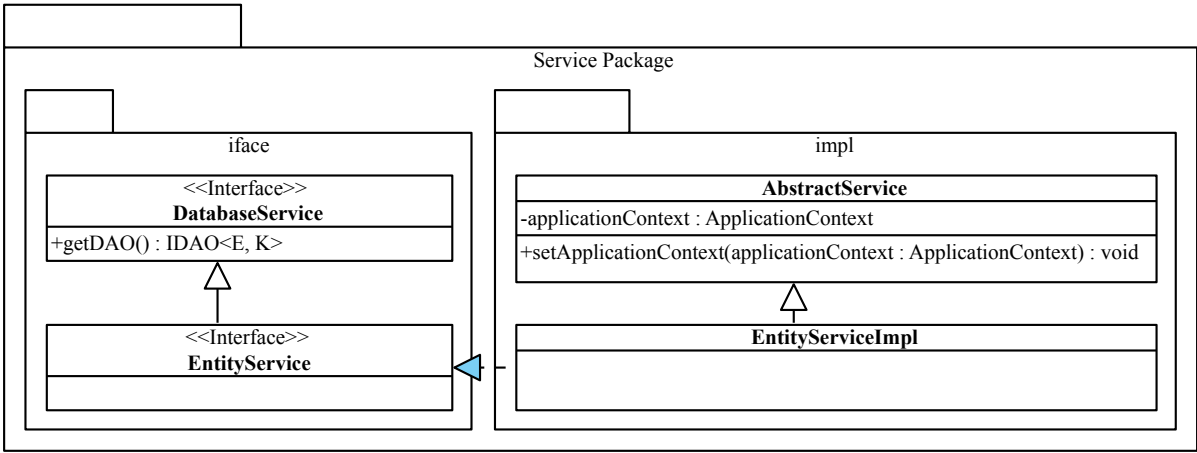 Service Package
iface
<<Interface>>
DatabaseService
+getDAO() : IDAO<E, K>
<<Interface>>
EntityService
impl
AbstractService
-applicationContext : ApplicationContext
+setApplicationContext(applicationContext : ApplicationContext) : void
EntityServiceImpl